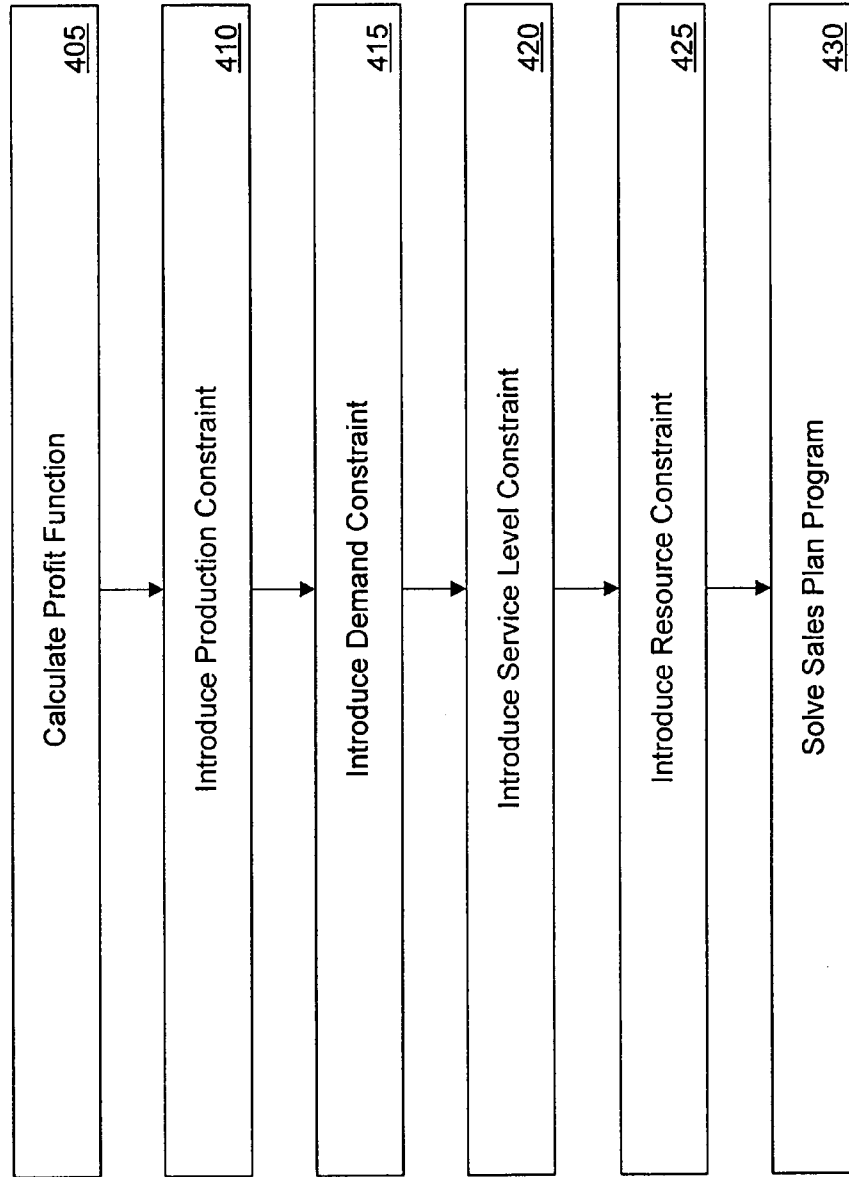 Calculate Profit Function
405
Introduce Production Constraint
410
Introduce Demand Constraint
415
Introduce Service Level Constraint
420
Introduce Resource Constraint
425
Solve Sales Plan Program
430